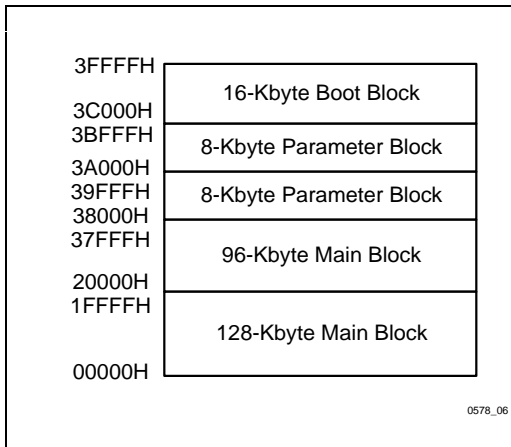 3FFFFH
16-Kbyte Boot Block
3C000H
3BFFFH
8-Kbyte Parameter Block
3A000H
39FFFH
8-Kbyte Parameter Block
38000H
37FFFH
96-Kbyte Main Block
20000H
1FFFFH
128-Kbyte Main Block
00000H
0578_06